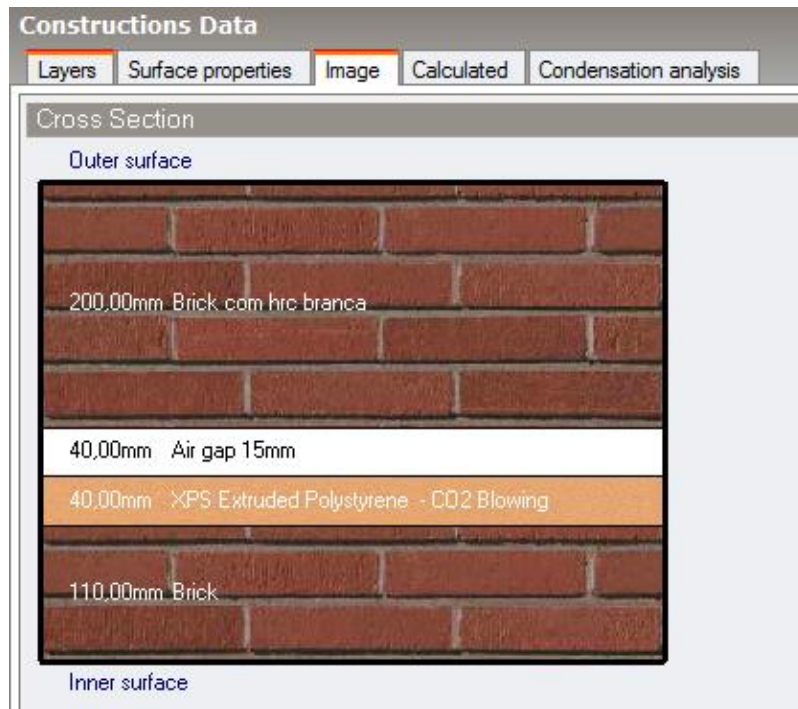 Constructions Data
Layers Surface properties Image Calculated Condensation analysis
Cross Section
Outer surface
200,00mm Brick com hrc branca
40,00mm Air gap 15mm
40,00mm XPS Extruded Polystyrene - CO2 Blowing
110,00mm Brick
Inner surface